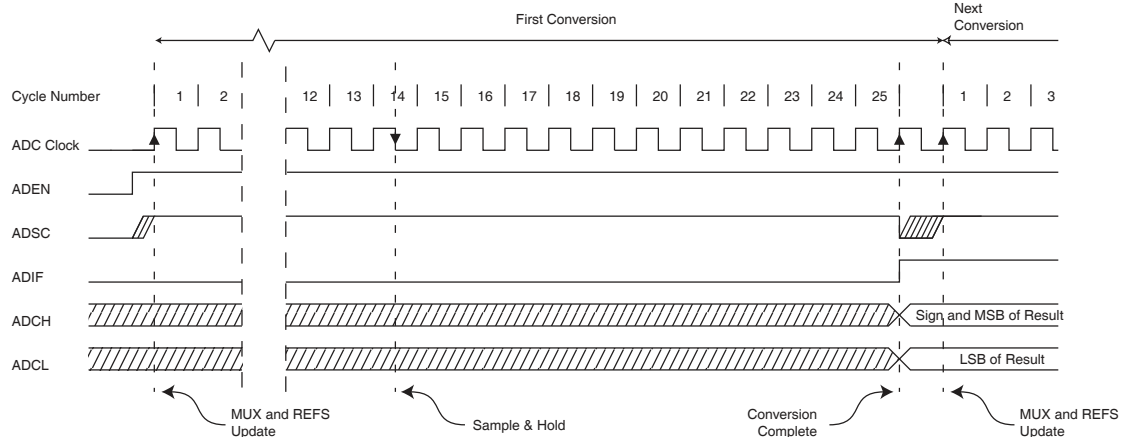 First Conversion
Next
Conversion
Cycle Number 1 2 12 13 14 15 16 17 18 19 20 21 22 23 24 25 1 2 3
ADC Clock
ADEN
ADSC
ADIF
ADCH
Sign and MSB of Result
ADCL
LSB of Result
MUX and REFS
Update
Sample & Hold
Conversion
Complete
MUX and REFS
Update